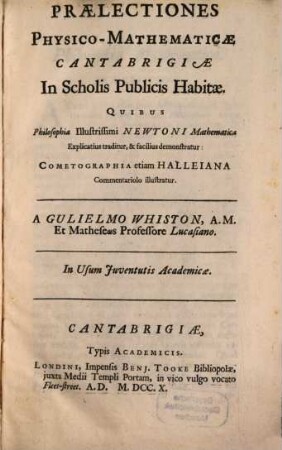 PRÆLECTIONES
PHYSICO-MATHEMATICÆ
CANTABRIGIÆ
In Scholis Publicis Habitæ.
QUIBUS
Philosophia Illustrissimi NEWTONI Mathematica
Explicatius traditur, & facilius demonstratur:
COMETOGRAPHIA etiam HALLEIANA
Commentariolo illustratur.
A GULIELMO WHISTON, A.M.
Et Matheseωs Professore Lucasiano.
In Usum Juventutis Academicæ.
CANTABRIGIÆ,
Typis ACADEMICIS.
LONDINI, Impensis BENJ. TOOKE Bibliopolæ,
juxta Medii Templi Portam, in vico vulgo vocato
Fleet-street. A.D. M.DCC.X.